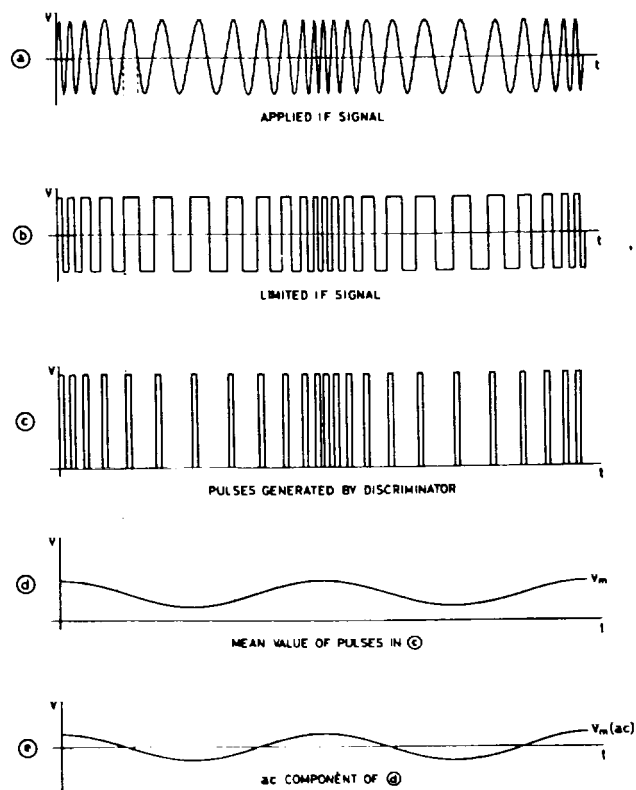 V
ⓐ
t
APPLIED IF SIGNAL
V
ⓑ
t
LIMITED IF SIGNAL
V
ⓒ
t
PULSES GENERATED BY DISCRIMINATOR
V
ⓓ
Vm
t
MEAN VALUE OF PULSES IN ⓒ
V
ⓔ
Vm(ac)
t
ac COMPONENT OF ⓓ